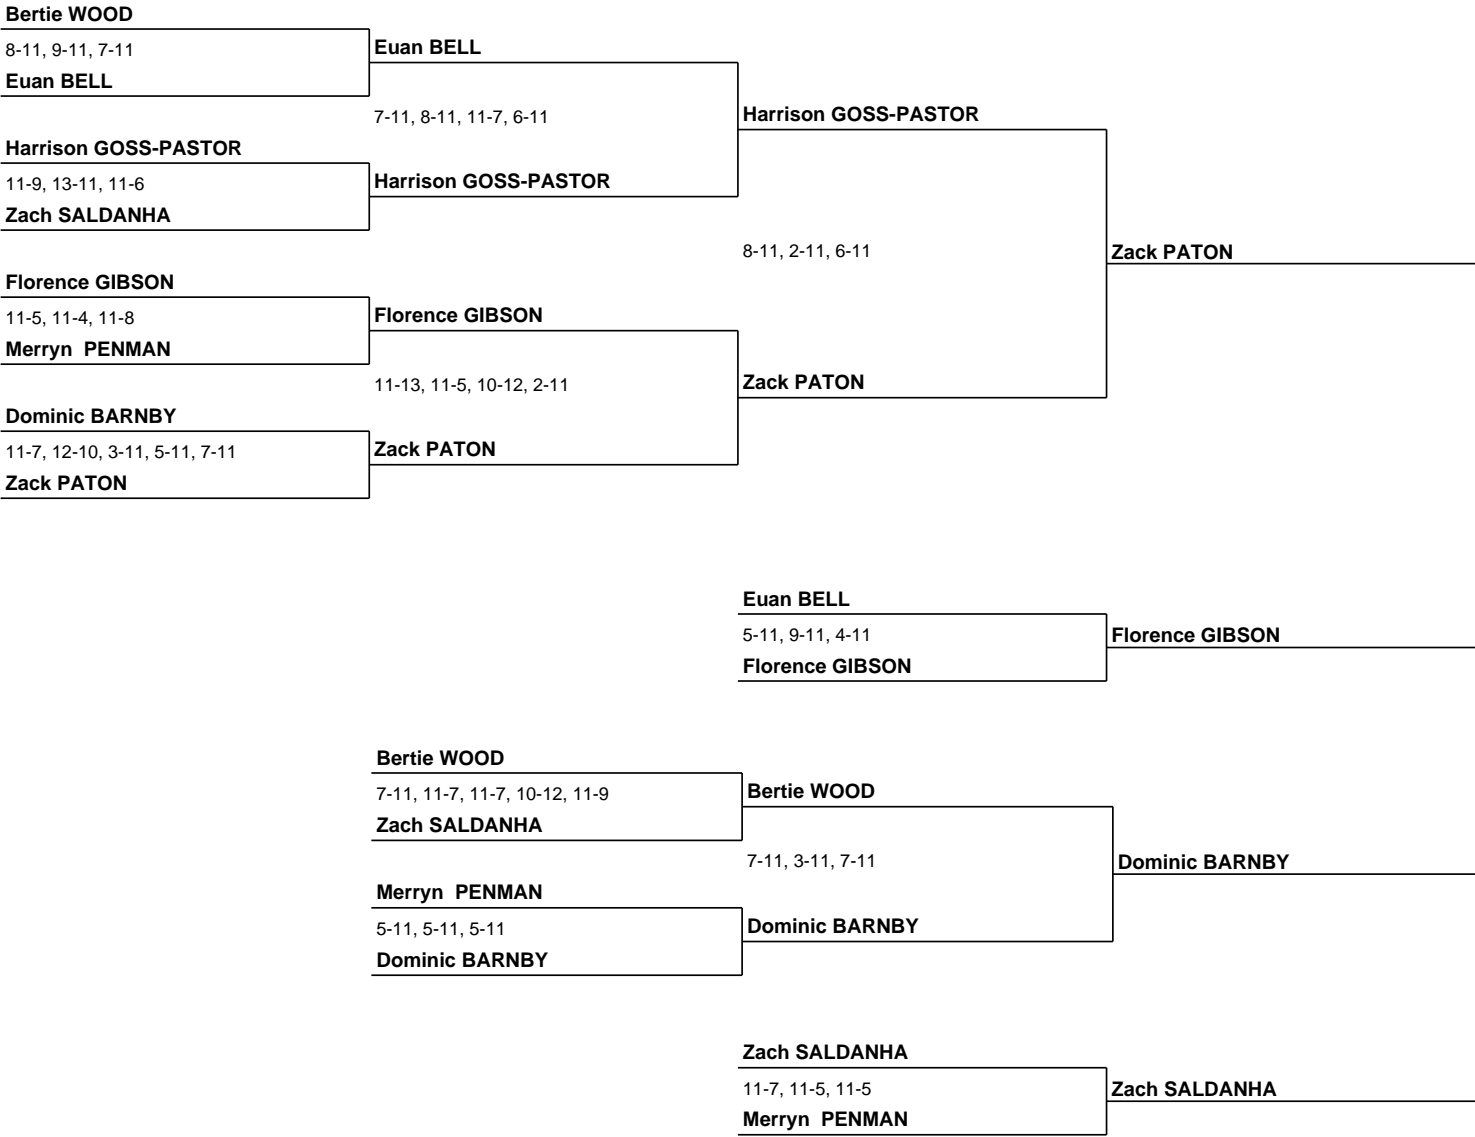 Bertie WOOD
8-11, 9-11, 7-11
Euan BELL
Euan BELL
7-11, 8-11, 11-7, 6-11
Harrison GOSS-PASTOR
Harrison GOSS-PASTOR
11-9, 13-11, 11-6
Harrison GOSS-PASTOR
Zach SALDANHA
8-11, 2-11, 6-11
Zack PATON
Florence GIBSON
11-5, 11-4, 11-8
Florence GIBSON
Merryn  PENMAN
11-13, 11-5, 10-12, 2-11
Zack PATON
Dominic BARNBY
11-7, 12-10, 3-11, 5-11, 7-11
Zack PATON
Zack PATON
Euan BELL
5-11, 9-11, 4-11
Florence GIBSON
Florence GIBSON
Bertie WOOD
7-11, 11-7, 11-7, 10-12, 11-9
Bertie WOOD
Zach SALDANHA
7-11, 3-11, 7-11
Dominic BARNBY
Merryn  PENMAN
5-11, 5-11, 5-11
Dominic BARNBY
Dominic BARNBY
Zach SALDANHA
11-7, 11-5, 11-5
Zach SALDANHA
Merryn  PENMAN